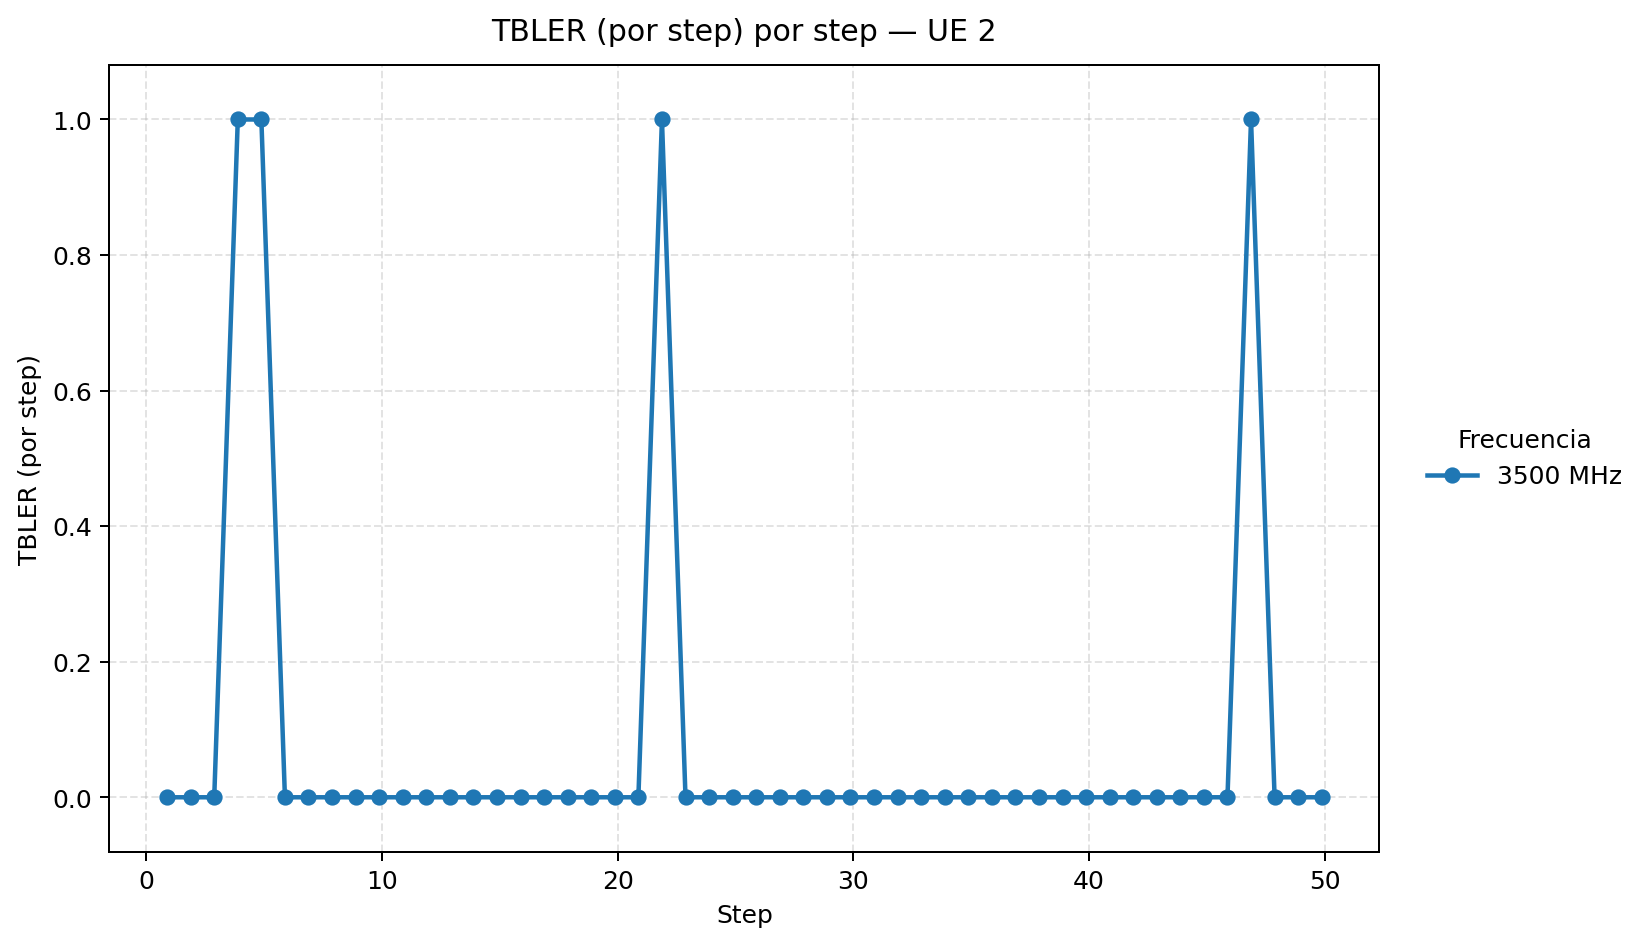 TBLER (por step) por step — UE 2
TBLER (por step)
1.0
0.8
0.6
0.4
0.2
0.0
0 10 20 30 40 50
Step
Frecuencia
3500 MHz